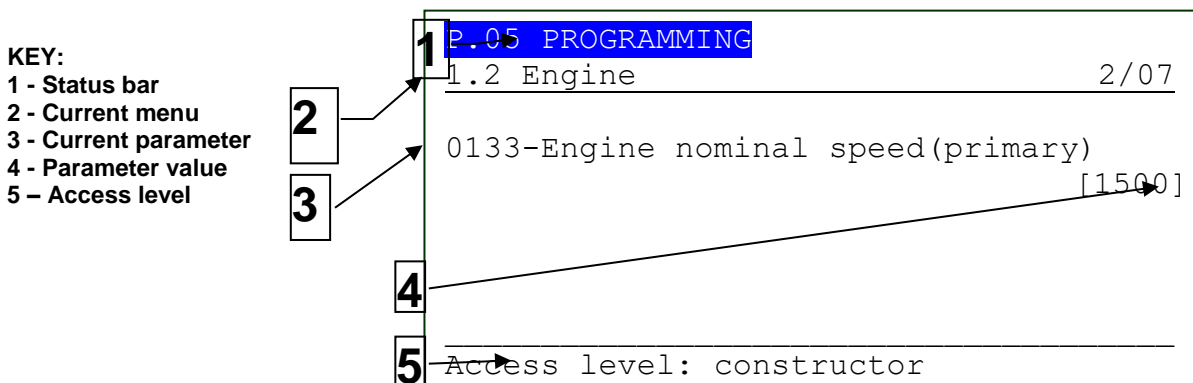 KEY:
1 - Status bar
2 - Current menu
3 - Current parameter
4 - Parameter value
5 – Access level
1
2
3
4
5
P.05 PROGRAMMING
1.2 Engine 2/07
0133-Engine nominal speed(primary)
[1500]
Access level: constructor